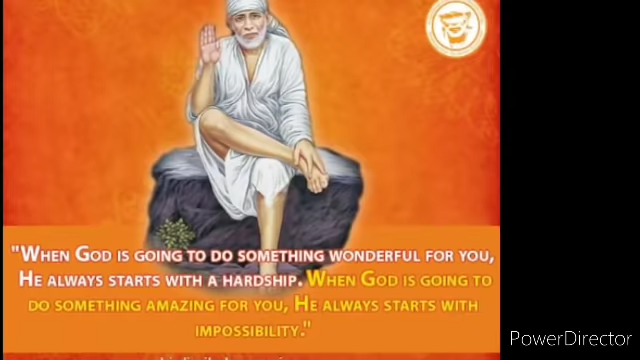 "When God is going to do something wonderful for you,
He always starts with a hardship. When God is going to
do something amazing for you, He always starts with
impossibility."
PowerDirector